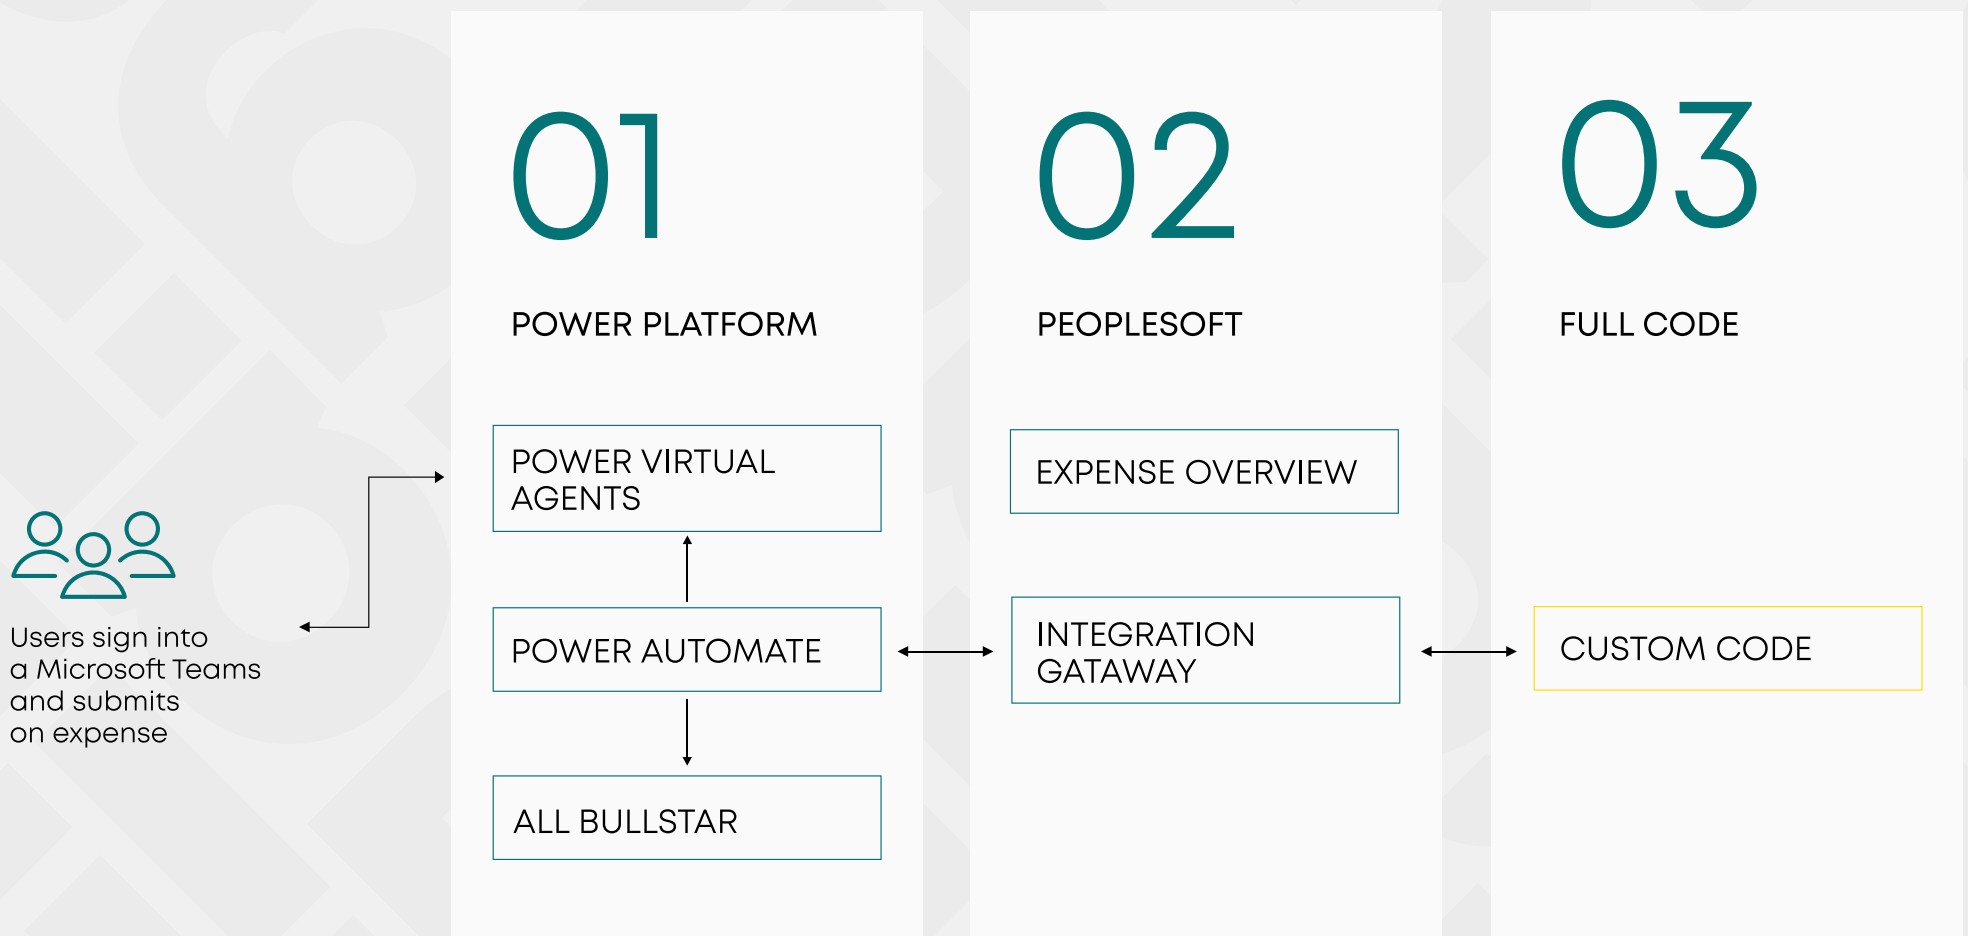 Users sign into
a Microsoft Teams
and submits
on expense
01
POWER PLATFORM
POWER VIRTUAL
AGENTS
POWER AUTOMATE
ALL BULLSTAR
02
PEOPLESOFT
EXPENSE OVERVIEW
INTEGRATION
GATAWAY
03
FULL CODE
CUSTOM CODE